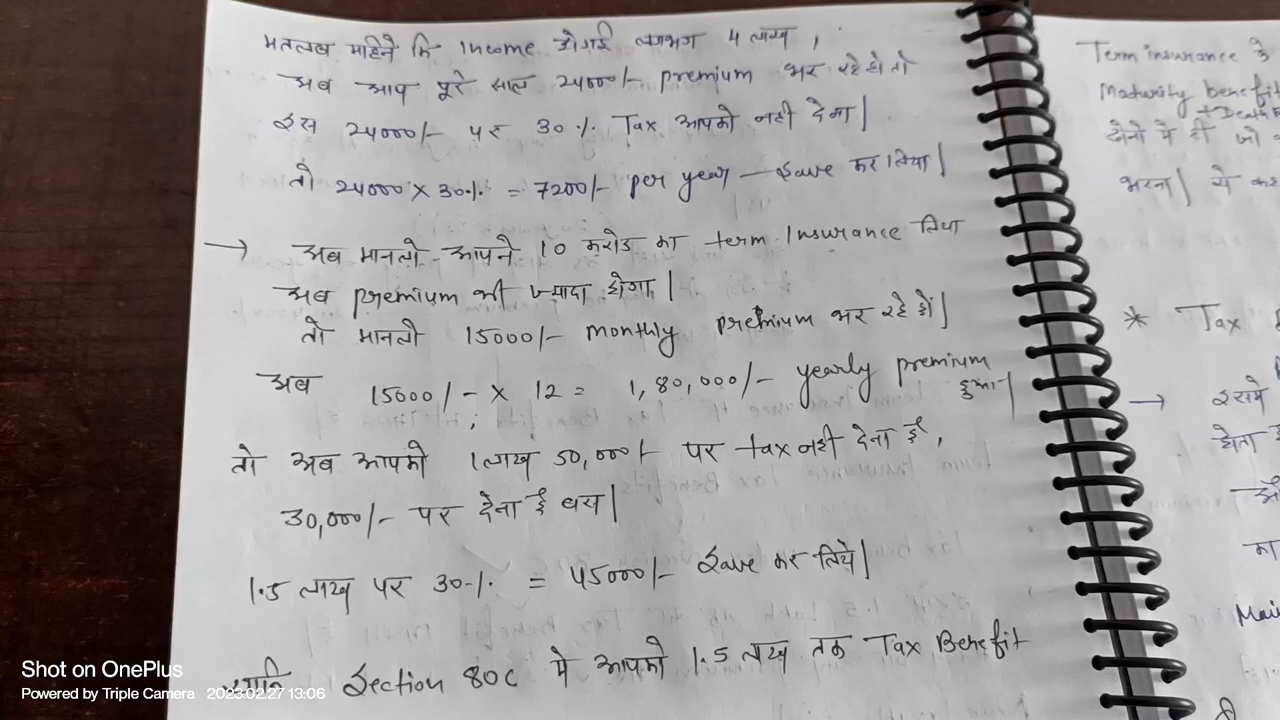 मतलब महिने कि Income होगई लगभग 4 लाख,
अब आप पूरे साल 24000/- premium भर रहे हो तो
इस 24000/- पर 30% Tax आपको नही देना|
तो 24000 X 30% = 7200/- per year – save कर लिया|
→ अब मानलो - आपने 10 करोड का term Insurance लिया
अब premium भी ज्यादा होगा|
तो मानलो 15000/- monthly premium भर रहे हो|
अब 15000/- X 12 = 1,80,000/- yearly premium
हुआ|
तो अब आपको 1 लाख 50,000/- पर tax नही देना है,
30,000/- पर देना है बस|
1.5 लाख पर 30% = 45000/- save कर लिये|
Section 80C मे आपको 1.5 लाख तक Tax Benefit
Term insurance के
Maturity benefit
+ Death
दोनो मे ही जो
भरना| ये
* Tax
→ इसमे
होता
का
Shot on OnePlus
Powered by Triple Camera 2023.02.27 13:06